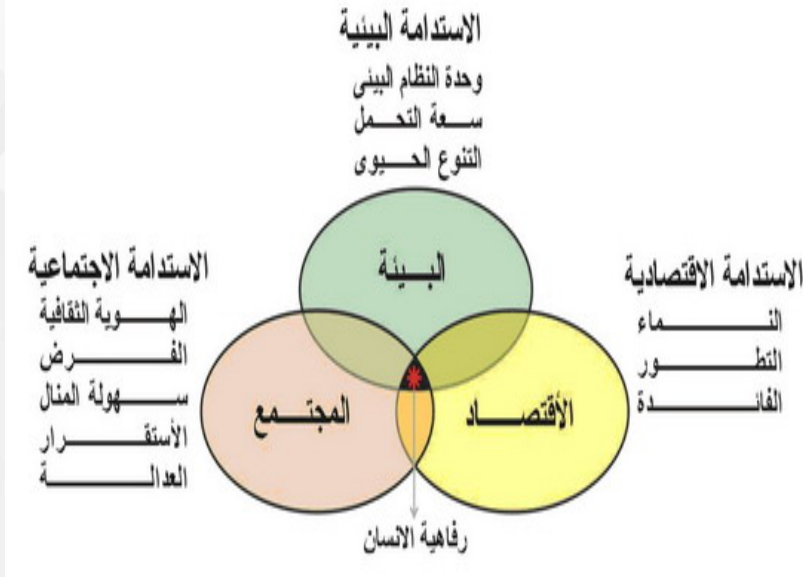 الاستدامة البيئية
وحدة النظام البيئى
سعة التحمل
التنوع الحيوى
البيئة
الاستدامة الاقتصادية
النماء
التطور
الفائدة
الاستدامة الاجتماعية
الهوية الثقافية
الفرض
سهولة المنال
الأستقرار
العدالة
الأقتصاد
المجتمع
رفاهية الانسان